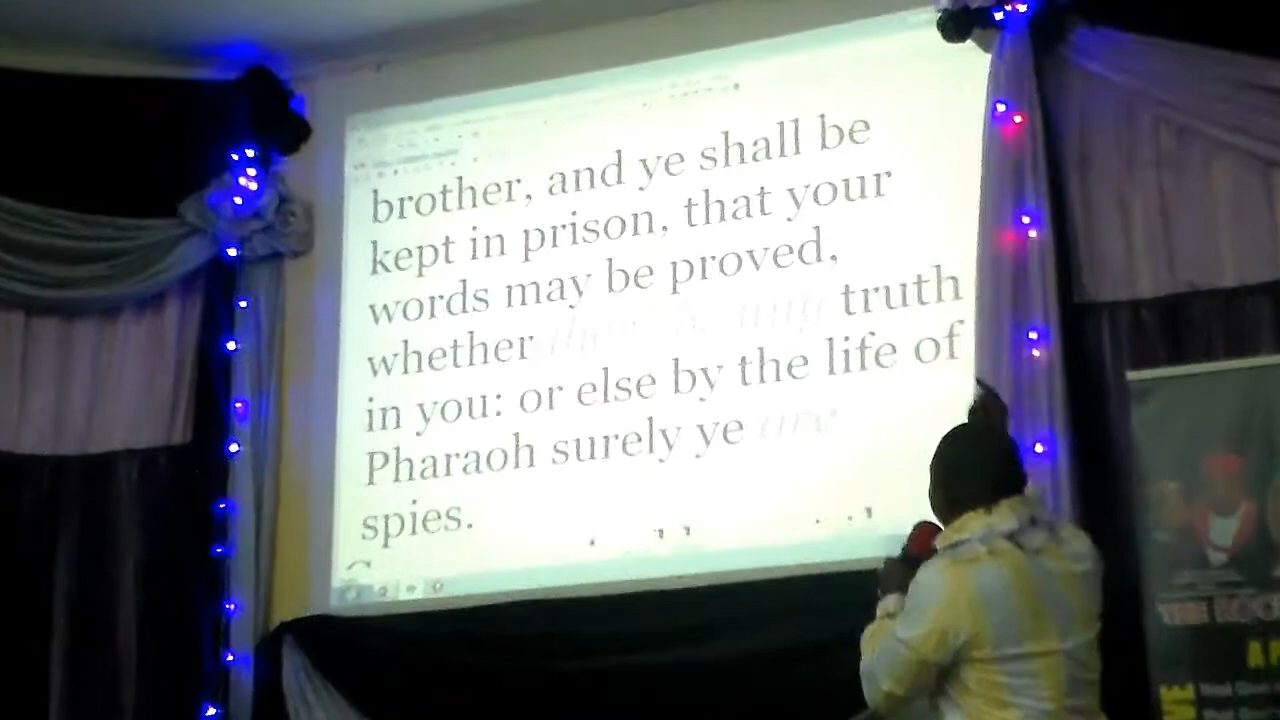 brother, and ye shall be
kept in prison, that your
words may be proved,
whether truth
in you: or else by the life of
Pharaoh surely ye are
spies.